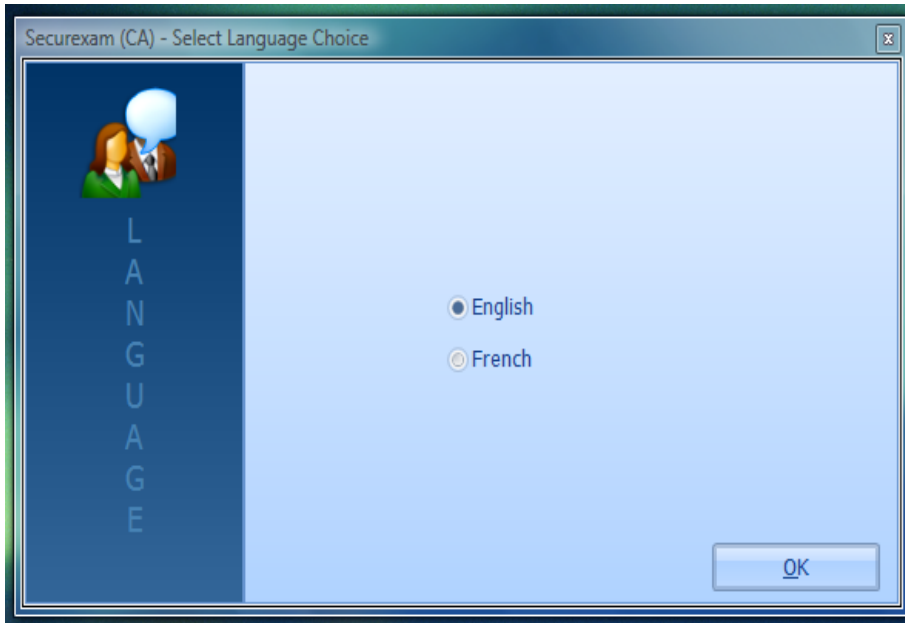 Securexam (CA) - Select Language Choice
L
A
N
G
U
A
G
E
English
French
OK